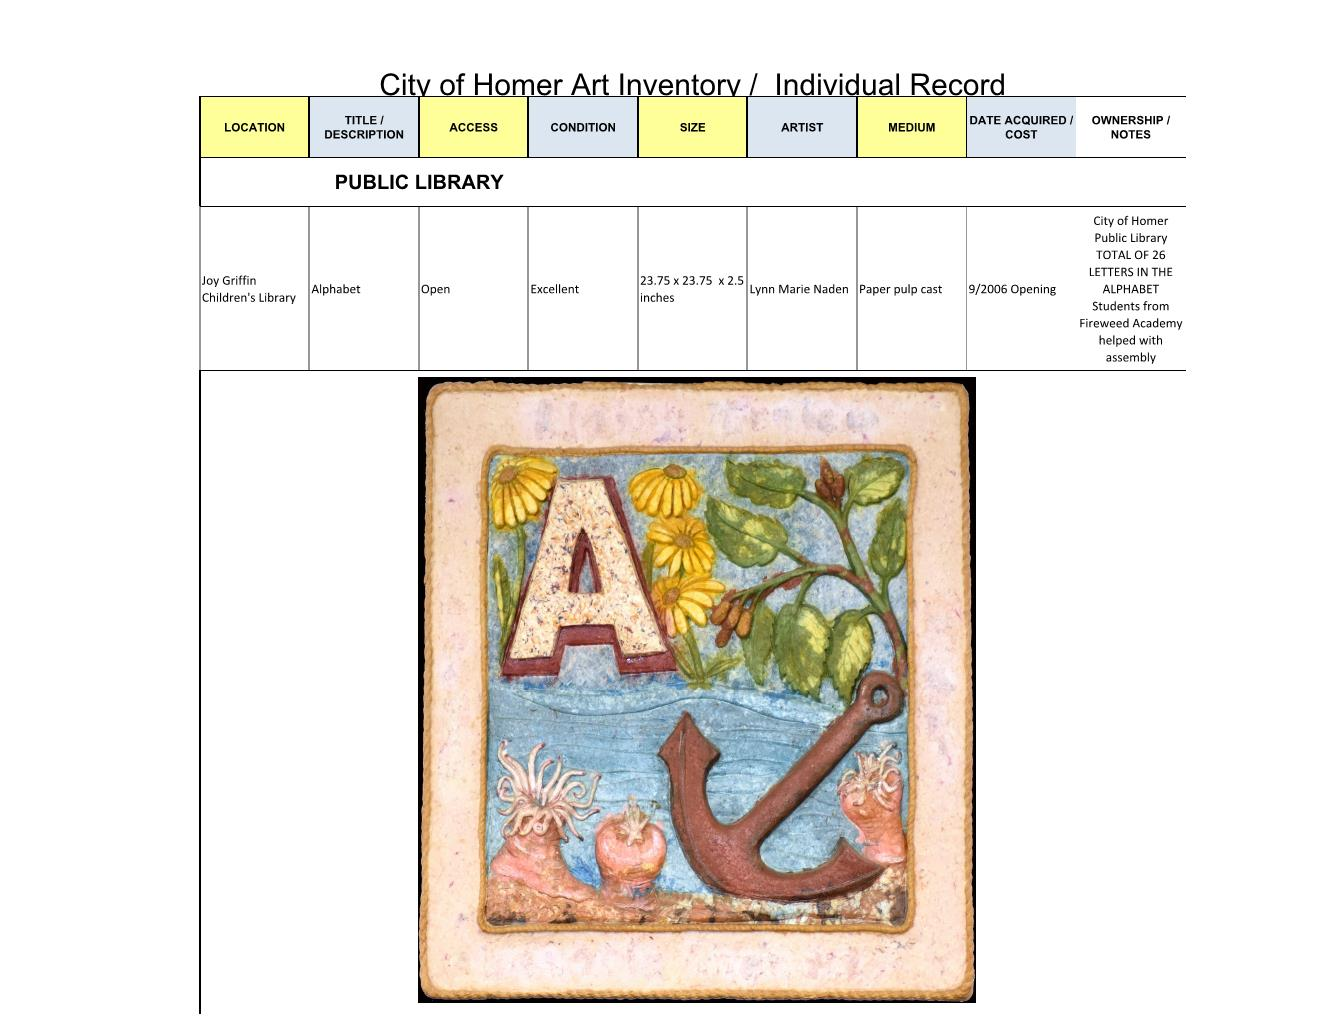 City of Homer Art Inventory /  Individual Record
LOCATION
TITLE /
DESCRIPTION
ACCESS
CONDITION
SIZE
ARTIST
MEDIUM
DATE ACQUIRED /
COST
OWNERSHIP /
NOTES
PUBLIC LIBRARY
Joy Griffin
Children's Library
Alphabet
Open
Excellent
23.75 x 23.75  x 2.5
inches
Lynn Marie Naden
Paper pulp cast
9/2006 Opening
City of Homer
Public Library
TOTAL OF 26
LETTERS IN THE
ALPHABET
Students from
Fireweed Academy
helped with
assembly
A